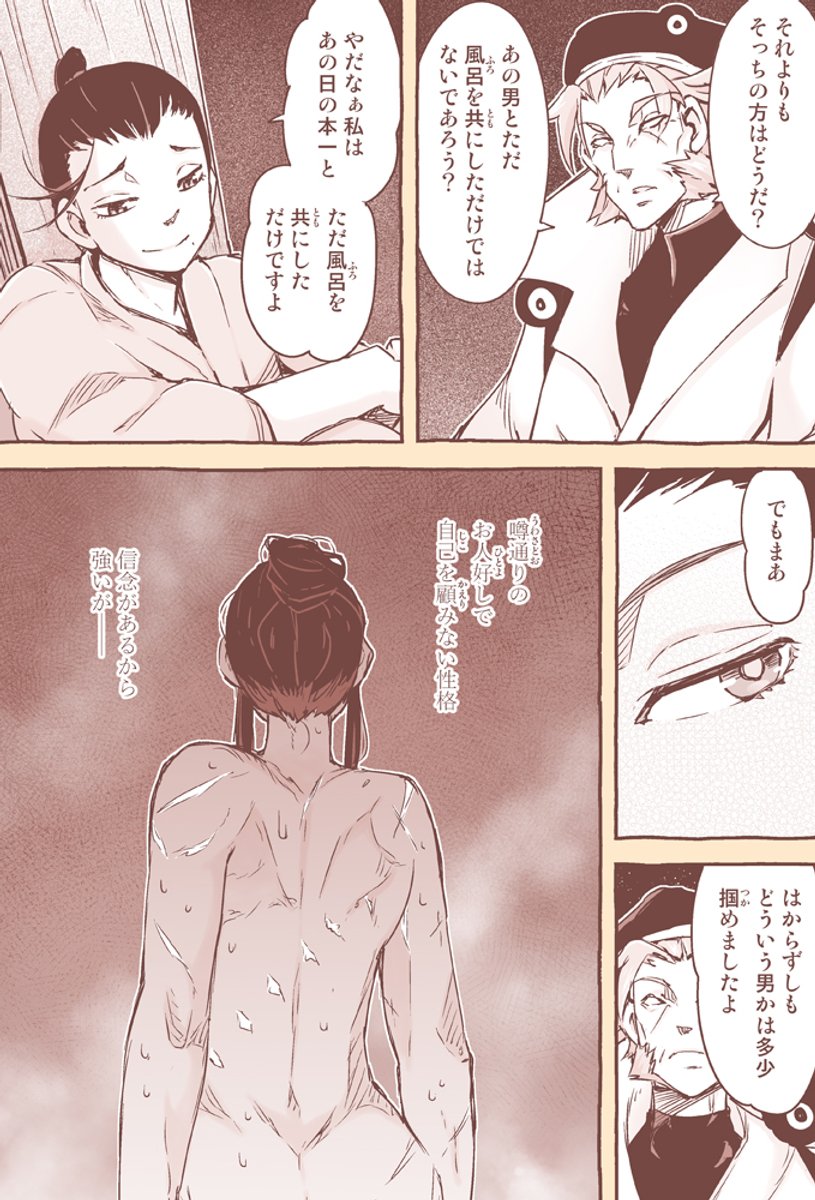 それよりも
そっちの方はどうだ？
あの男とただ
風呂を共にしただけでは
ないであろう？
やだなぁ私は
あの日の本一と
ただ風呂を
共にした
だけですよ
でもまあ
はからずしも
どういう男かは多少
掴めましたよ
噂通りの
お人好しで
自己を顧みない性格
信念があるから
強いが――